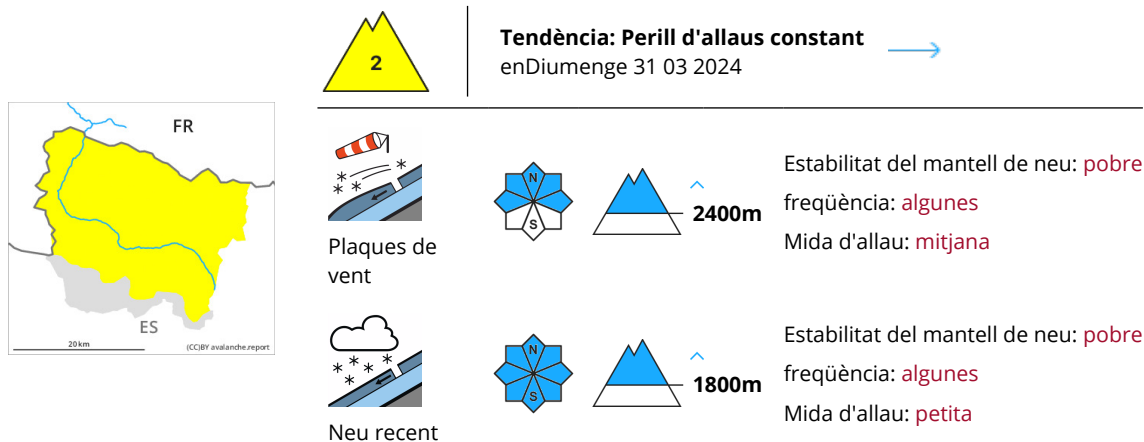 2
Tendència: Perill d'allaus constant
enDiumenge 31 03 2024
FR
ES
20 km
(CC)BY avalanche.report
Plaques de
vent
N
S
2400m
Estabilitat del mantell de neu: pobre
freqüència: algunes
Mida d'allau: mitjana
Neu recent
N
S
1800m
Estabilitat del mantell de neu: pobre
freqüència: algunes
Mida d'allau: petita